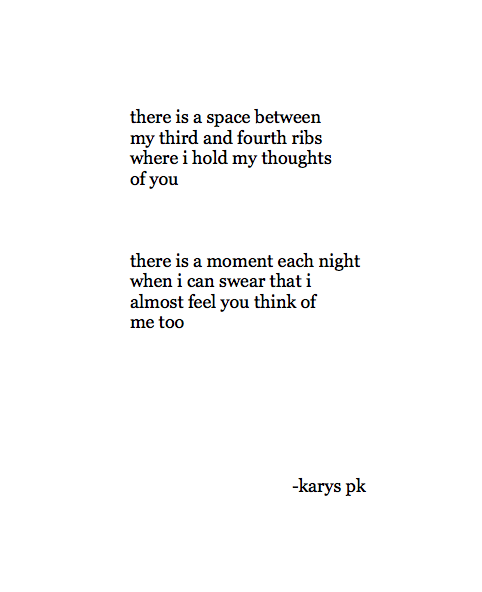 there is a space between
my third and fourth ribs
where i hold my thoughts
of you
there is a moment each night
when i can swear that i
almost feel you think of
me too
-karys pk